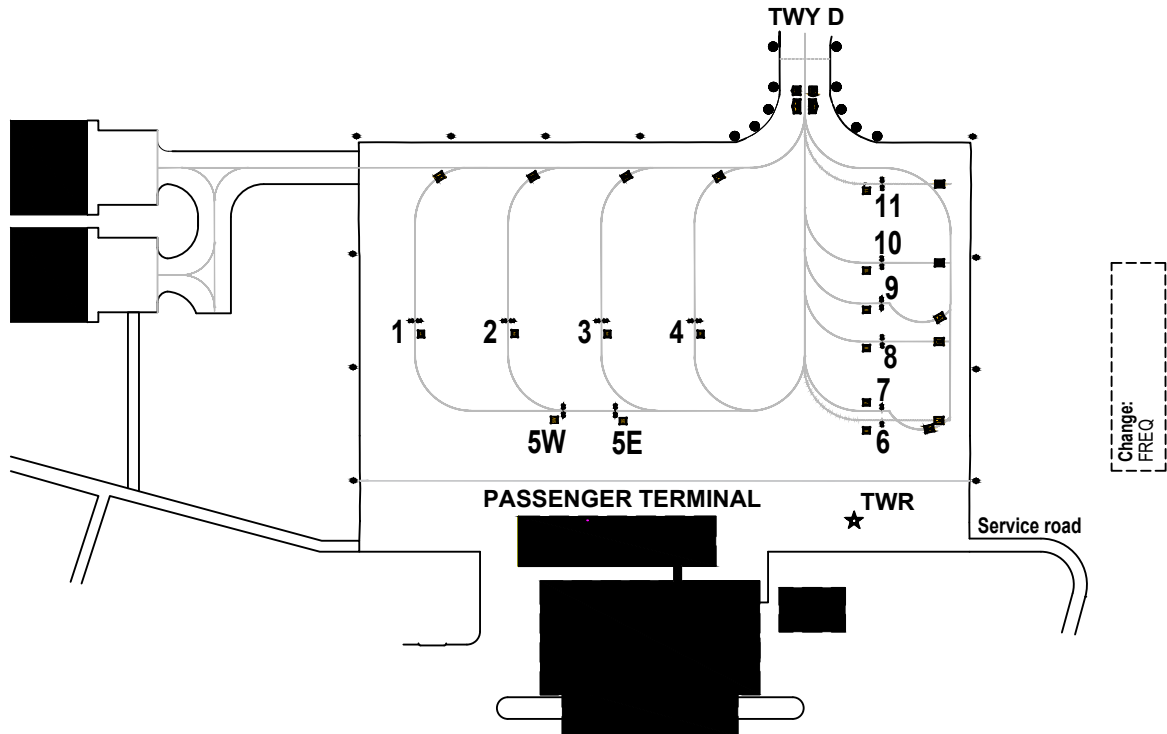 TWY D
11
10
9
1
2
3
4
8
7
5W
5E
6
PASSENGER TERMINAL
TWR
Service road
Change:
FREQ